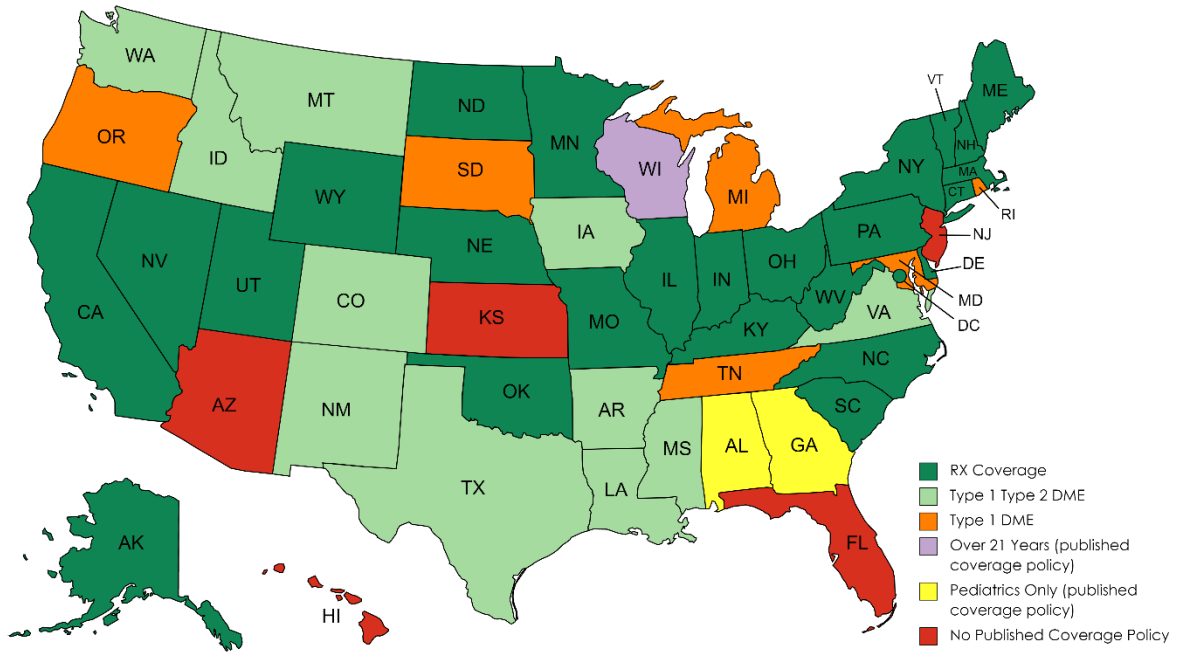 WA
MT
ND
MN
ME
VT
OR
ID
SD
WI
MI
NY
NH
MA
CT
RI
WY
IA
NE
PA
NJ
NV
UT
CO
IL
IN
OH
DE
CA
KS
MO
WV
VA
MD
DC
KY
AZ
NM
OK
AR
TN
NC
SC
MS
AL
GA
TX
LA
FL
AK
HI
RX Coverage
Type 1 Type 2 DME
Type 1 DME
Over 21 Years (published
coverage policy)
Pediatrics Only (published
coverage policy)
No Published Coverage Policy